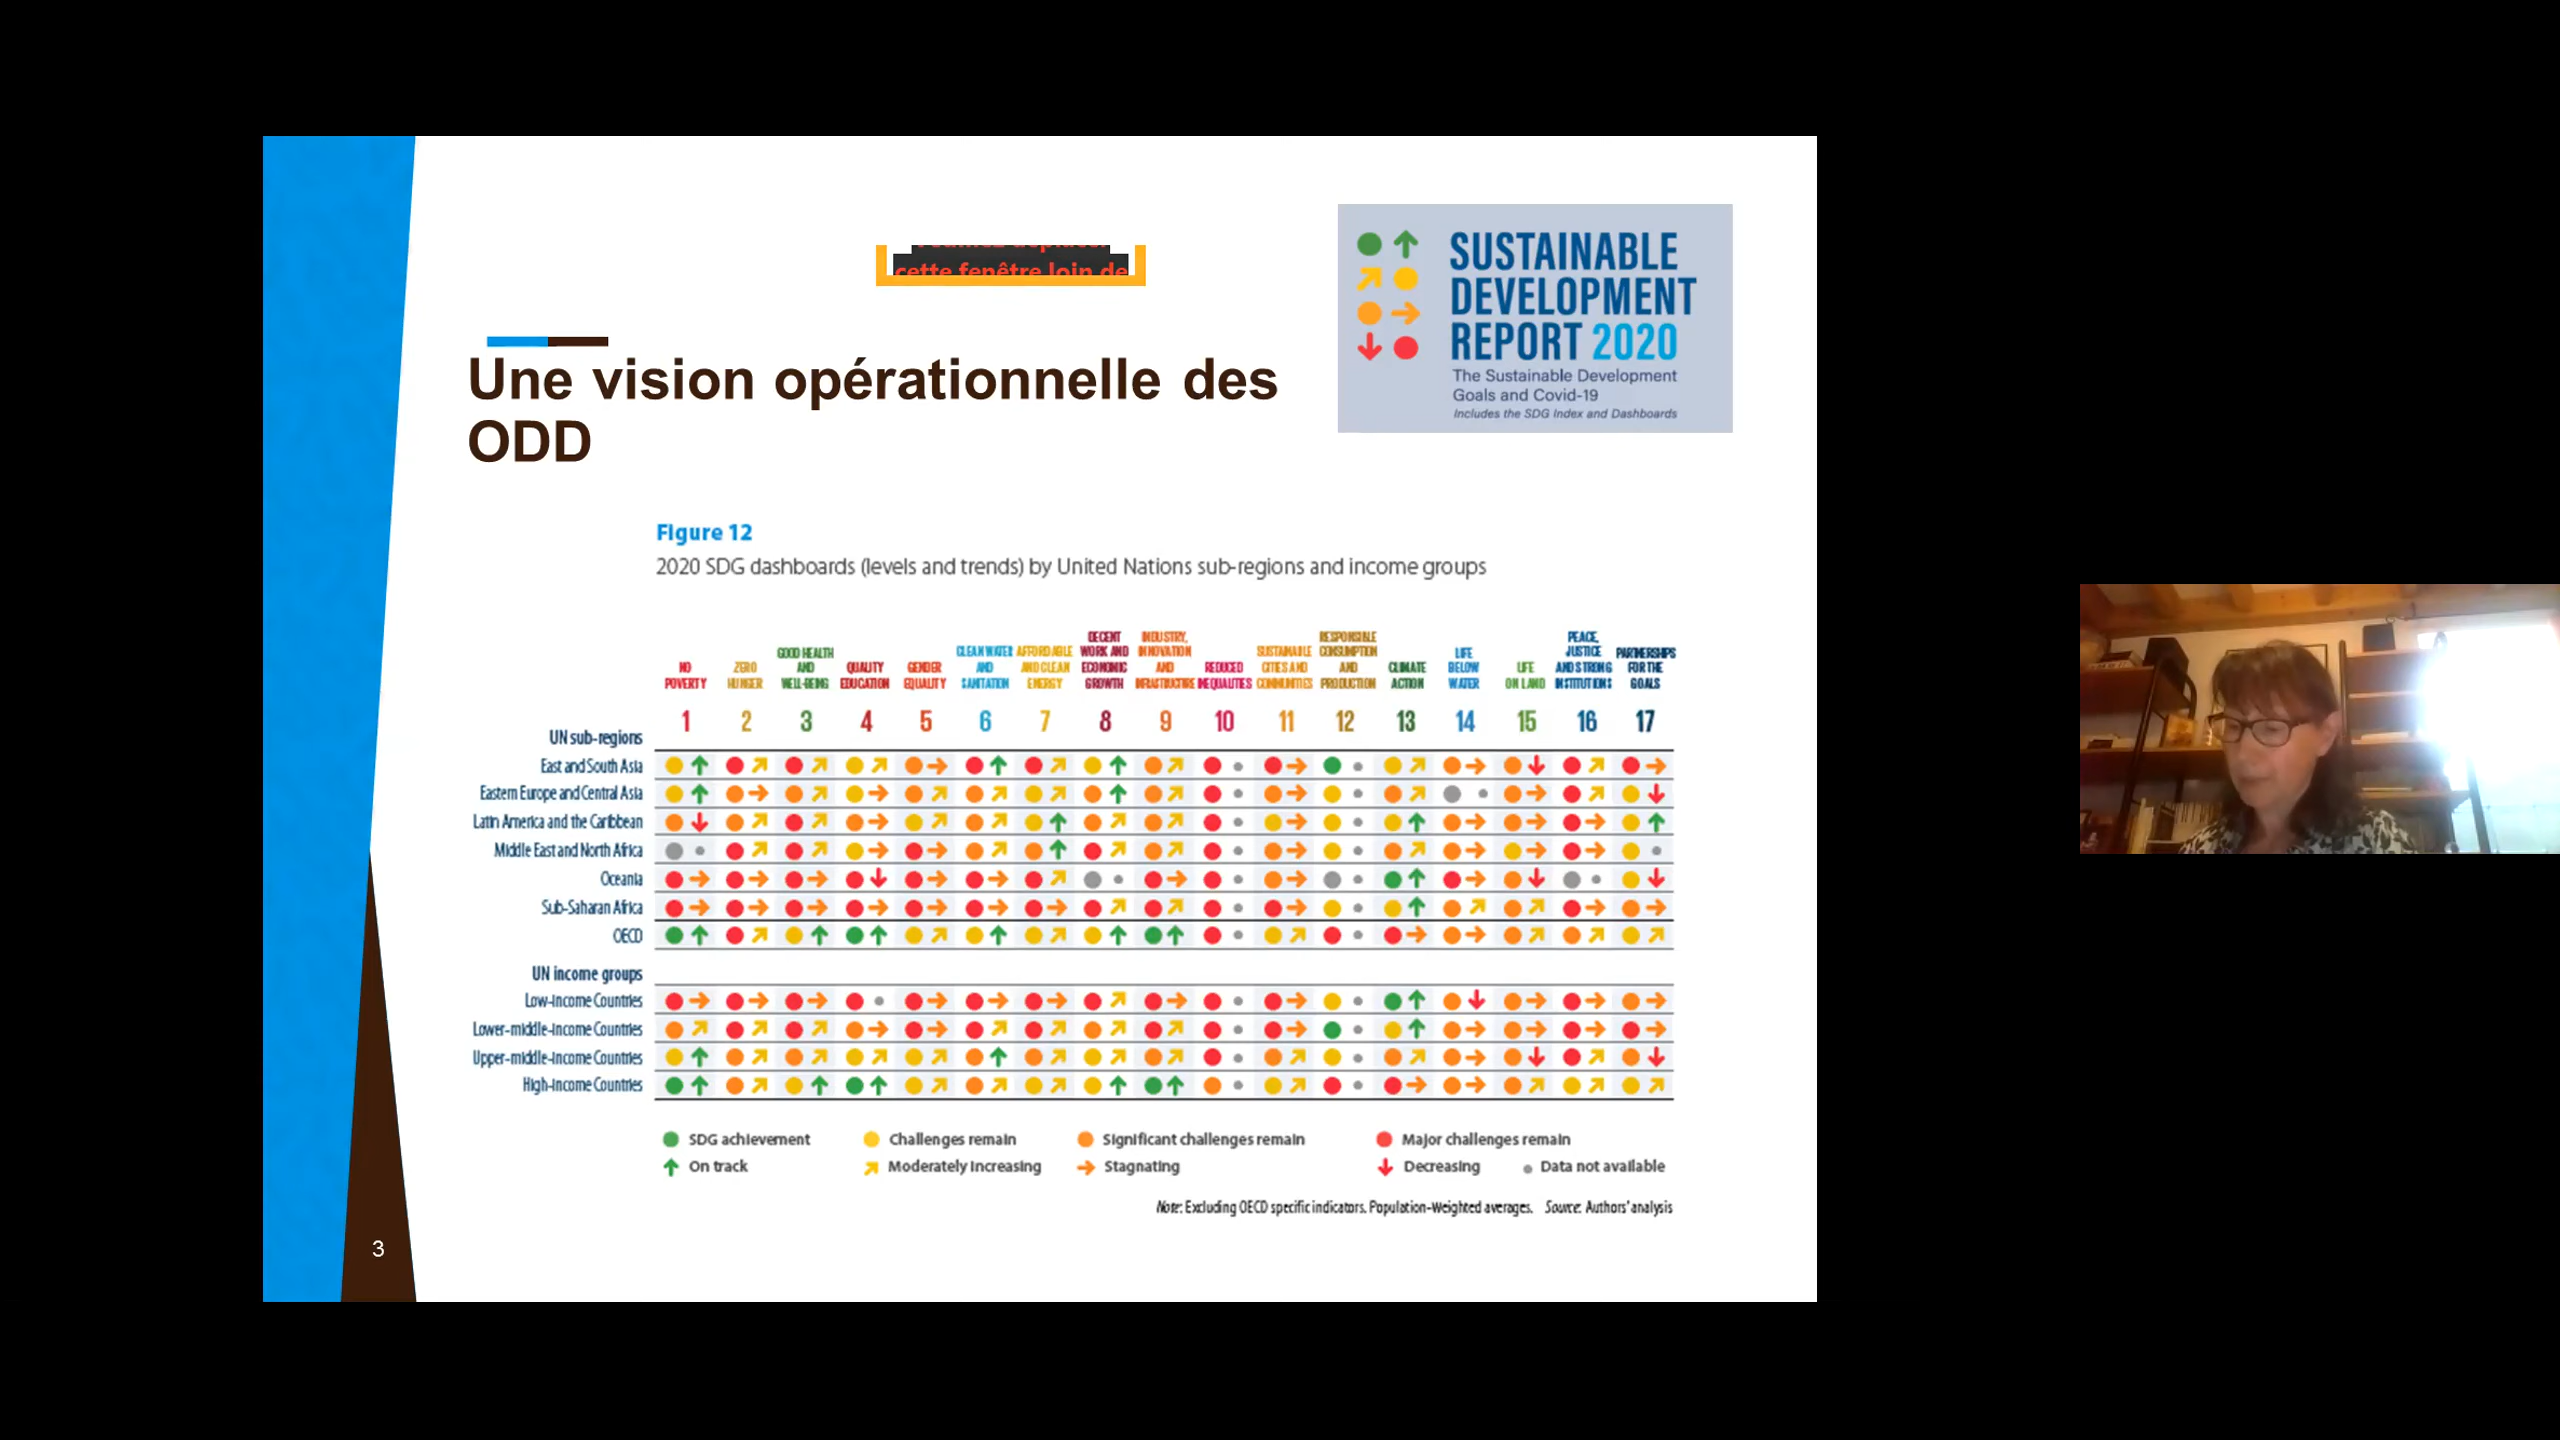 cette fenêtre loin de
SUSTAINABLE
DEVELOPMENT
REPORT 2020
The Sustainable Development
Goals and Covid-19
Includes the SDG Index and Dashboards
Une vision opérationnelle des
ODD
Figure 12
2020 SDG dashboards (levels and trends) by United Nations sub-regions and income groups
NO
POVERTY
ZERO
HUNGER
GOOD HEALTH
AND
WELL-BEING
QUALITY
EDUCATION
GENDER
EQUALITY
CLEAN WATER
AND
SANITATION
AFFORDABLE
AND CLEAN
ENERGY
DECENT
WORK AND
ECONOMIC
GROWTH
INDUSTRY,
INNOVATION
AND
INFRASTRUCTURE
REDUCED
INEQUALITIES
SUSTAINABLE
CITIES AND
COMMUNITIES
RESPONSIBLE
CONSUMPTION
AND
PRODUCTION
CLIMATE
ACTION
LIFE
BELOW
WATER
LIFE
ON LAND
PEACE,
JUSTICE
AND STRONG
INSTITUTIONS
PARTNERSHIPS
FOR THE
GOALS
1 2 3 4 5 6 7 8 9 10 11 12 13 14 15 16 17
UN sub-regions
East and South Asia
Eastern Europe and Central Asia
Latin America and the Caribbean
Middle East and North Africa
Oceania
Sub-Saharan Africa
OECD
UN income groups
Low-income Countries
Lower-middle-income Countries
Upper-middle-income Countries
High-income Countries
SDG achievement Challenges remain Significant challenges remain Major challenges remain
On track Moderately Increasing Stagnating Decreasing Data not available
Note: Excluding OECD specific indicators. Population-Weighted averages. Source: Authors' analysis
3